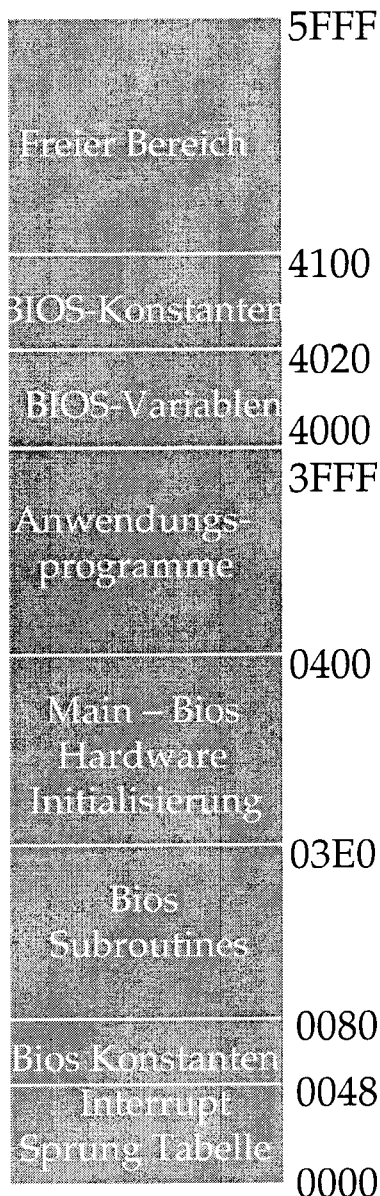 5FFF
Freier Bereich
4100
BIOS-Konstanten
4020
BIOS-Variablen
4000
3FFF
Anwendungs-
programme
0400
Main – Bios
Hardware
Initialisierung
03E0
Bios
Subroutines
0080
Bios Konstanten
0048
Interrupt
Sprung Tabelle
0000